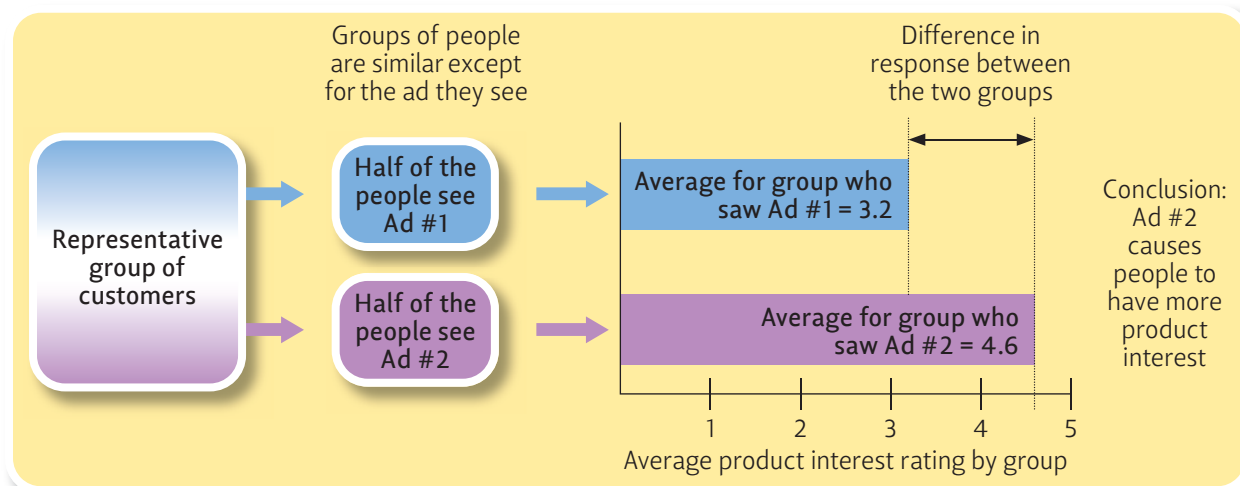 Groups of people
are similar except
for the ad they see
Difference in
response between
the two groups
Representative
group of
customers
Half of the
people see
Ad #1
Half of the
people see
Ad #2
Average for group who
saw Ad #1 = 3.2
Average for group who
saw Ad #2 = 4.6
1 2 3 4 5
Average product interest rating by group
Conclusion:
Ad #2
causes
people to
have more
product
interest